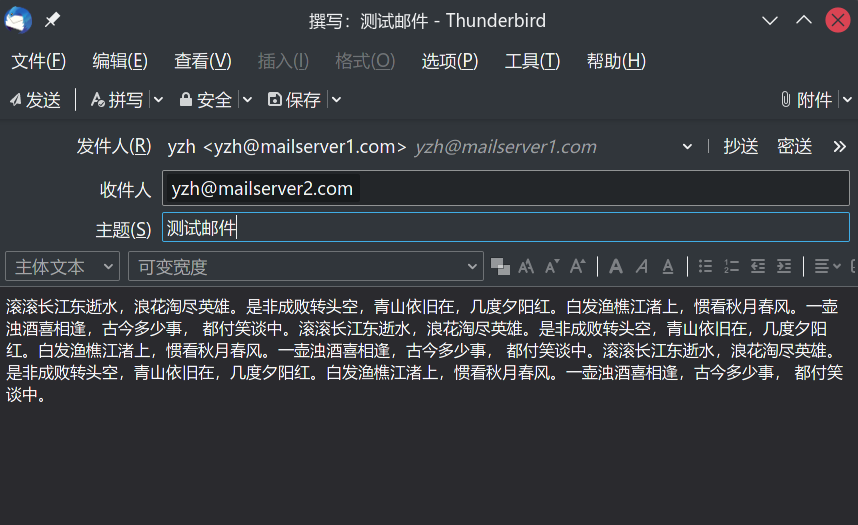 撰写：测试邮件 - Thunderbird
文件(F) 编辑(E) 查看(V) 插入(I) 格式(O) 选项(P) 工具(T) 帮助(H)
发送 拼写 安全 保存 附件
发件人(R) yzh <yzh@mailserver1.com> yzh@mailserver1.com 抄送 密送 »
收件人 yzh@mailserver2.com
主题(S) 测试邮件
主体文本 可变宽度
滚滚长江东逝水，浪花淘尽英雄。是非成败转头空，青山依旧在，几度夕阳红。白发渔樵江渚上，惯看秋月春风。一壶
浊酒喜相逢，古今多少事， 都付笑谈中。滚滚长江东逝水，浪花淘尽英雄。是非成败转头空，青山依旧在，几度夕阳
红。白发渔樵江渚上，惯看秋月春风。一壶浊酒喜相逢，古今多少事， 都付笑谈中。滚滚长江东逝水，浪花淘尽英雄。
是非成败转头空，青山依旧在，几度夕阳红。白发渔樵江渚上，惯看秋月春风。一壶浊酒喜相逢，古今多少事， 都付笑
谈中。